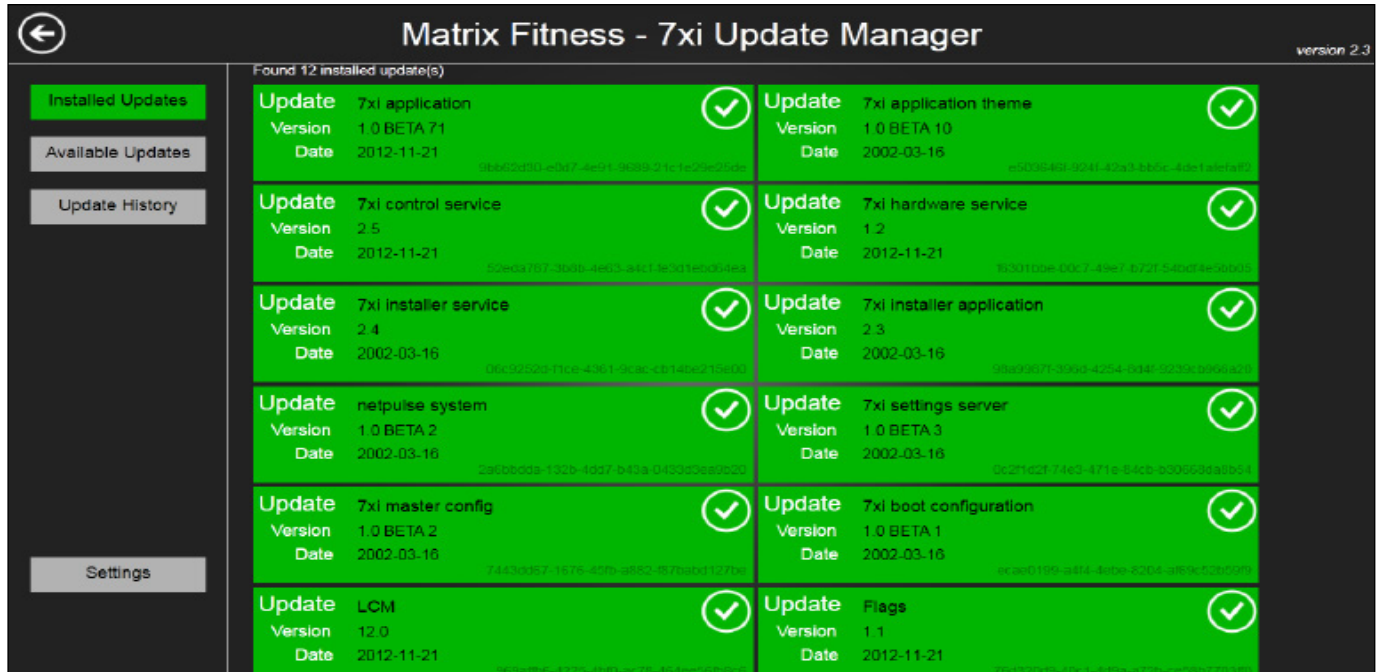 Matrix Fitness - 7xi Update Manager
version 2.3
Found 12 installed update(s)
Installed Updates
Available Updates
Update History
Settings
Update 7xi application
Version 1.0 BETA 71
Date 2012-11-21
Update 7xi application theme
Version 1.0 BETA 10
Date 2002-03-16
Update 7xi control service
Version 2.5
Date 2012-11-21
Update 7xi hardware service
Version 1.2
Date 2012-11-21
Update 7xi installer service
Version 2.4
Date 2002-03-16
Update 7xi installer application
Version 2.3
Date 2002-03-16
Update netpulse system
Version 1.0 BETA 2
Date 2002-03-16
Update 7xi settings server
Version 1.0 BETA 3
Date 2002-03-16
Update 7xi master config
Version 1.0 BETA 2
Date 2002-03-16
Update 7xi boot configuration
Version 1.0 BETA 1
Date 2002-03-16
Update LCM
Version 12.0
Date 2012-11-21
Update Flags
Version 1.1
Date 2012-11-21